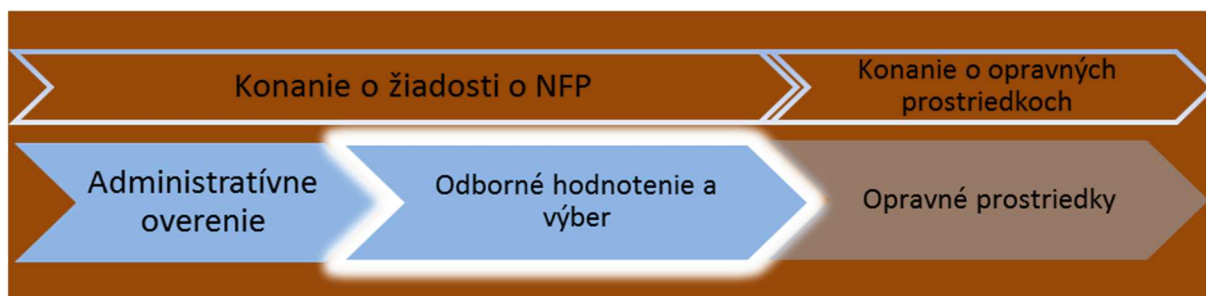 Konanie o žiadosti o NFP
Konanie o opravných
prostriedkoch
Administratívne
overenie
Odborné hodnotenie a
výber
Opravné prostriedky